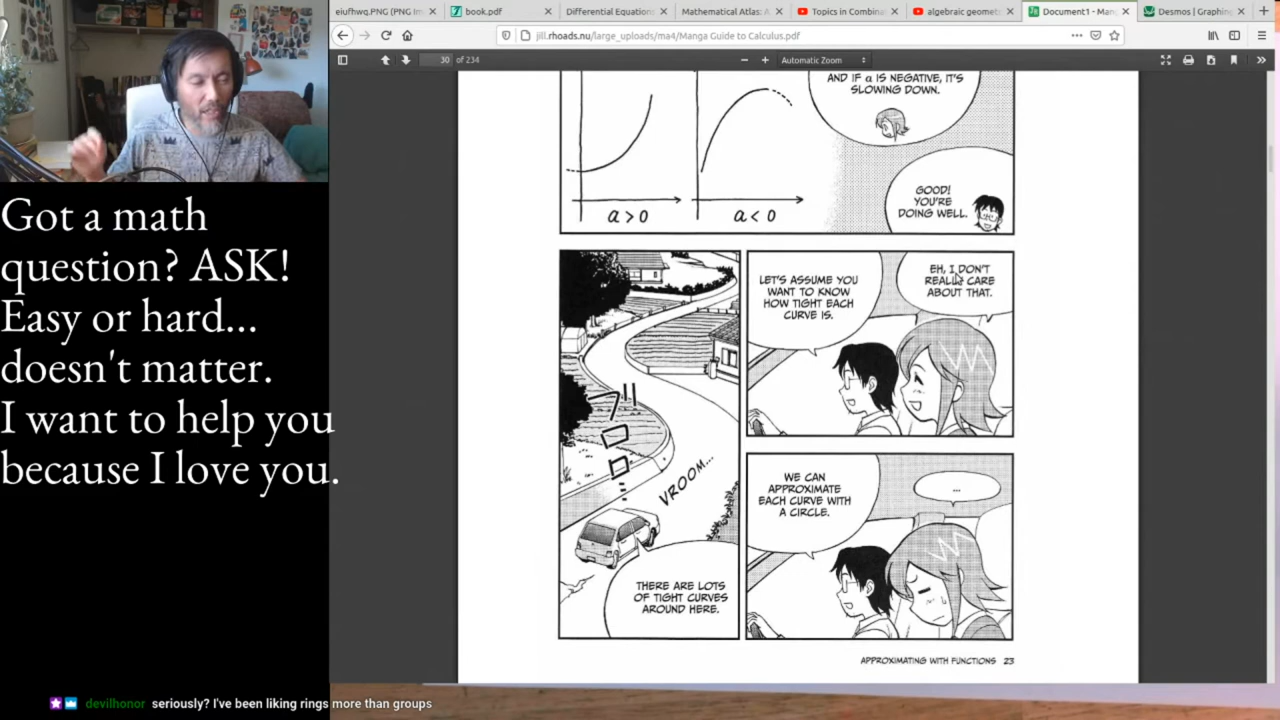 eiufhwg.PNG (PNG Im
book.pdf
Differential Equation
Mathematical Atlas: A
Topics in Combina
algebraic geomet
Document1 - Man
Desmos | Graphin
jill.rhoads.nu/large_uploads/ma4/Manga Guide to Calculus.pdf
30 of 234
Automatic Zoom
Got a math
question? ASK!
Easy or hard...
doesn't matter.
I want to help you
because I love you.
AND IF α IS NEGATIVE, IT'S
SLOWING DOWN.
a > 0
a < 0
GOOD!
YOU'RE
DOING WELL.
LET'S ASSUME YOU
WANT TO KNOW
HOW TIGHT EACH
CURVE IS.
EH, I DON'T
REALLY CARE
ABOUT THAT.
ブ
ロ
ロ
VROOM...
THERE ARE LOTS
OF TIGHT CURVES
AROUND HERE.
WE CAN
APPROXIMATE
EACH CURVE WITH
A CIRCLE.
...
APPROXIMATING WITH FUNCTIONS 23
devilhonor seriously? I've been liking rings more than groups